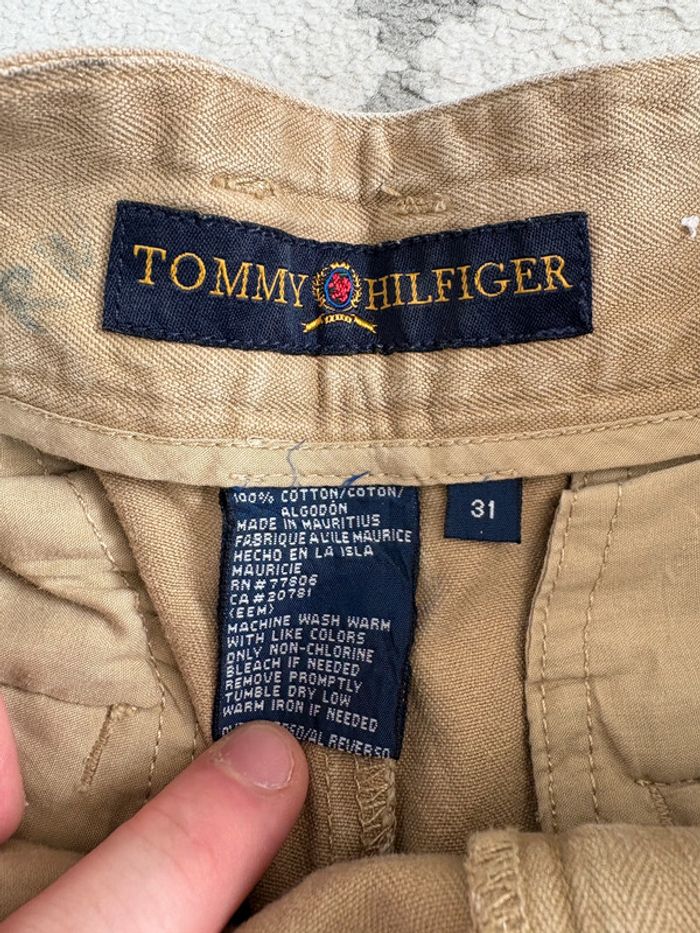 TOMMY HILFIGER
100% COTTON/COTON/
ALGODÓN
MADE IN MAURITIUS
FABRIQUE A L'ILE MAURICE
HECHO EN LA ISLA
MAURICIE
RN#77806
CA#20781
<EEM>
MACHINE WASH WARM
WITH LIKE COLORS
ONLY NON-CHLORINE
BLEACH IF NEEDED
REMOVE PROMPTLY
TUMBLE DRY LOW
WARM IRON IF NEEDED
/AL REVERSO
31